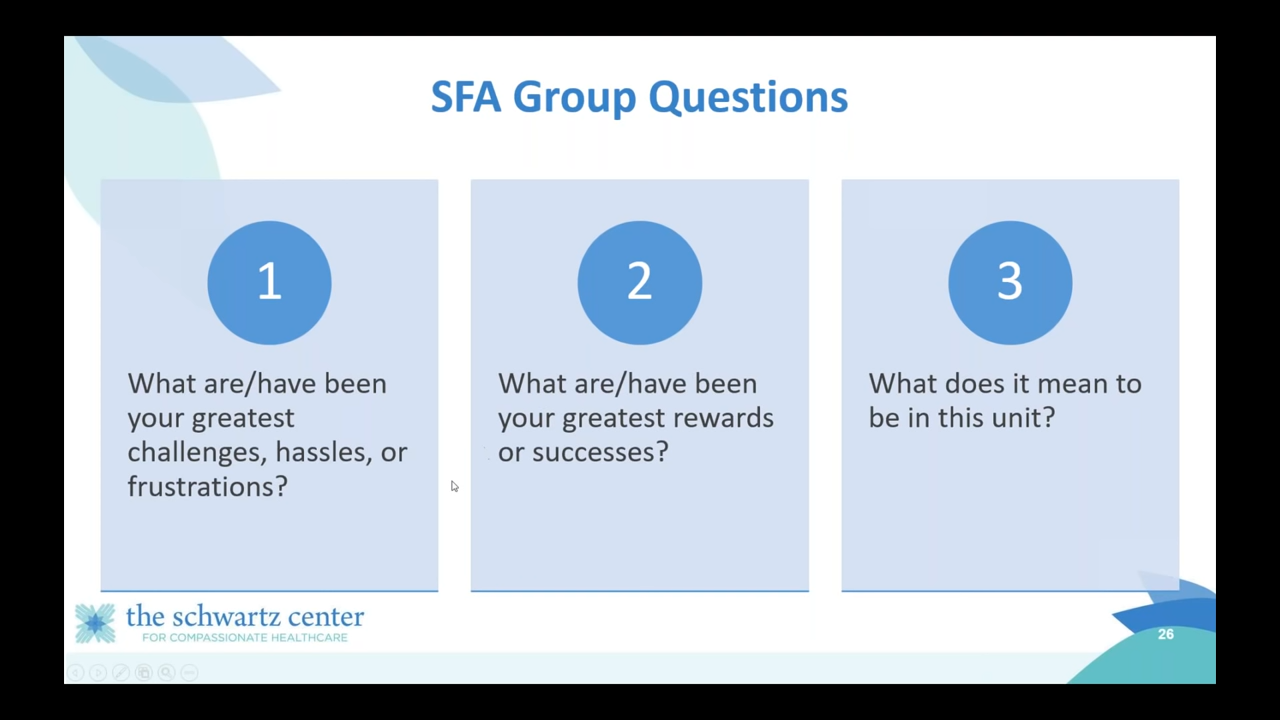 SFA Group Questions
1
What are/have been
your greatest
challenges, hassles, or
frustrations?
2
What are/have been
your greatest rewards
or successes?
3
What does it mean to
be in this unit?
the schwartz center
FOR COMPASSIONATE HEALTHCARE
26